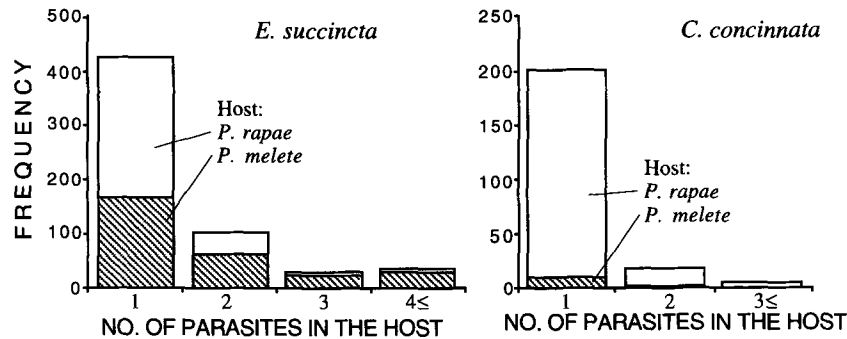 E. succincta
FREQUENCY
500
400
300
200
100
0
Host:
P. rapae
P. melete
1 2 3 4≤
NO. OF PARASITES IN THE HOST
C. concinnata
250
200
150
100
50
0
Host:
P. rapae
P. melete
1 2 3≤
NO. OF PARASITES IN THE HOST